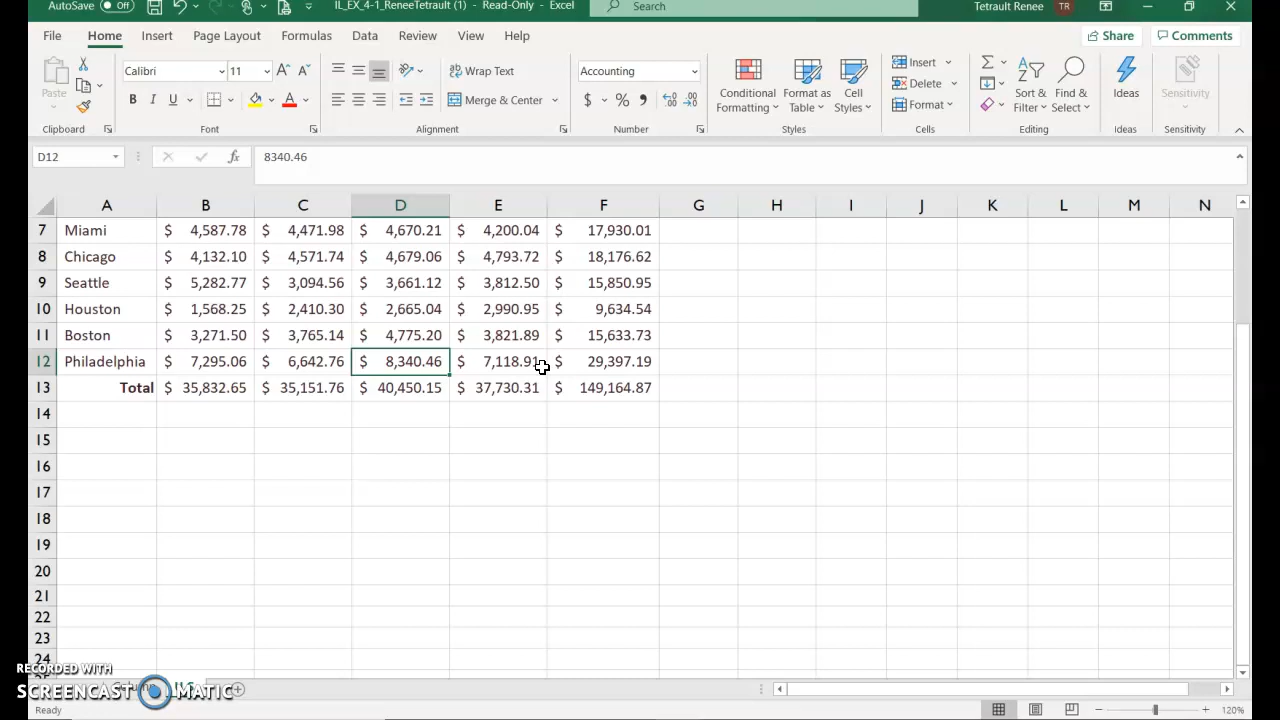 AutoSave Off IL_EX_4-1_ReneeTetrault (1) - Read-Only - Excel Search Tetrault Renee TR
File Home Insert Page Layout Formulas Data Review View Help Share Comments
Paste Calibri 11 Wrap Text Accounting Conditional Formatting Format as Table Cell Styles Insert Sort & Filter Find & Select Ideas Sensitivity
B I U Merge & Center $ % Delete
Format
Clipboard Font Alignment Number Styles Cells Editing Ideas Sensitivity
D12 fx 8340.46
A B C D E F G H I J K L M N
7 Miami $ 4,587.78 $ 4,471.98 $ 4,670.21 $ 4,200.04 $ 17,930.01
8 Chicago $ 4,132.10 $ 4,571.74 $ 4,679.06 $ 4,793.72 $ 18,176.62
9 Seattle $ 5,282.77 $ 3,094.56 $ 3,661.12 $ 3,812.50 $ 15,850.95
10 Houston $ 1,568.25 $ 2,410.30 $ 2,665.04 $ 2,990.95 $ 9,634.54
11 Boston $ 3,271.50 $ 3,765.14 $ 4,775.20 $ 3,821.89 $ 15,633.73
12 Philadelphia $ 7,295.06 $ 6,642.76 $ 8,340.46 $ 7,118.91 $ 29,397.19
13 Total $ 35,832.65 $ 35,151.76 $ 40,450.15 $ 37,730.31 $ 149,164.87
14
15
16
17
18
19
20
21
22
23
24
RECORDED WITH
SCREENCAST MATIC
Ready 120%